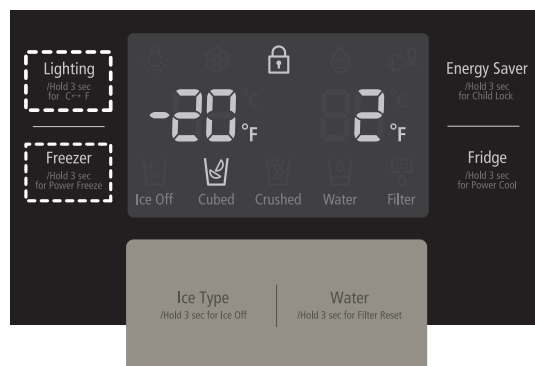 Lighting
/Hold 3 sec
for C↔ F
Freezer
/Hold 3 sec
for Power Freeze
-20 °F
2 °F
Ice Off Cubed Crushed Water Filter
Energy Saver
/Hold 3 sec
for Child Lock
Fridge
/Hold 3 sec
for Power Cool
Ice Type
/Hold 3 sec for Ice Off
Water
/Hold 3 sec for Filter Reset